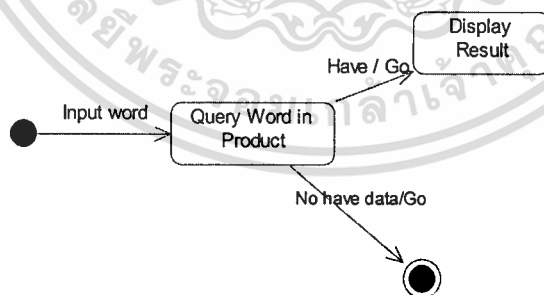 Display
Result
Have / Go
Input word
Query Word in
Product
No have data/Go